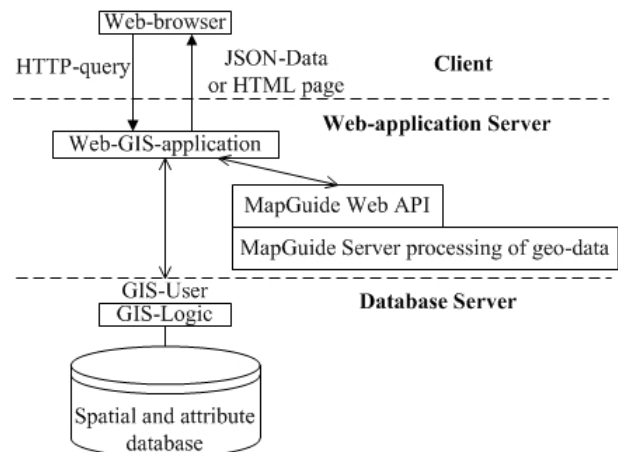 Web-browser
HTTP-query
JSON-Data
or HTML page
Client
Web-application Server
Web-GIS-application
MapGuide Web API
MapGuide Server processing of geo-data
GIS-User
Database Server
GIS-Logic
Spatial and attribute
database